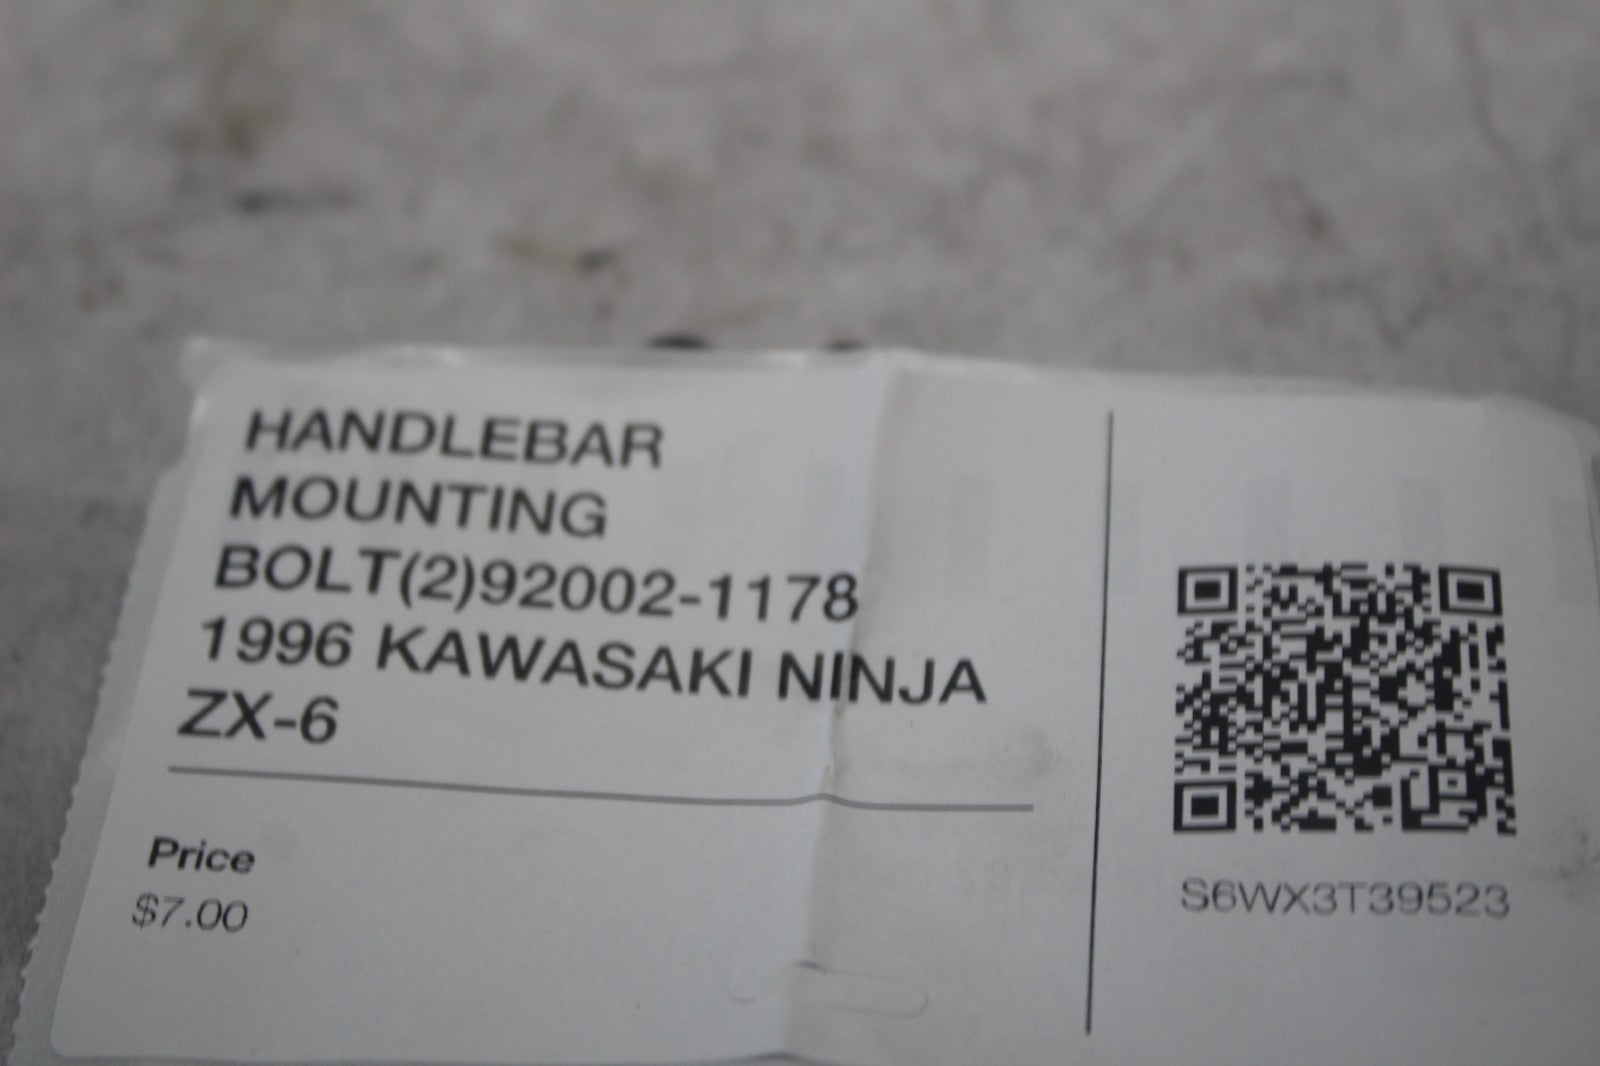 HANDLEBAR
MOUNTING
BOLT(2)92002-1178
1996 KAWASAKI NINJA
ZX-6
Price
$7.00
S6WX3T39523